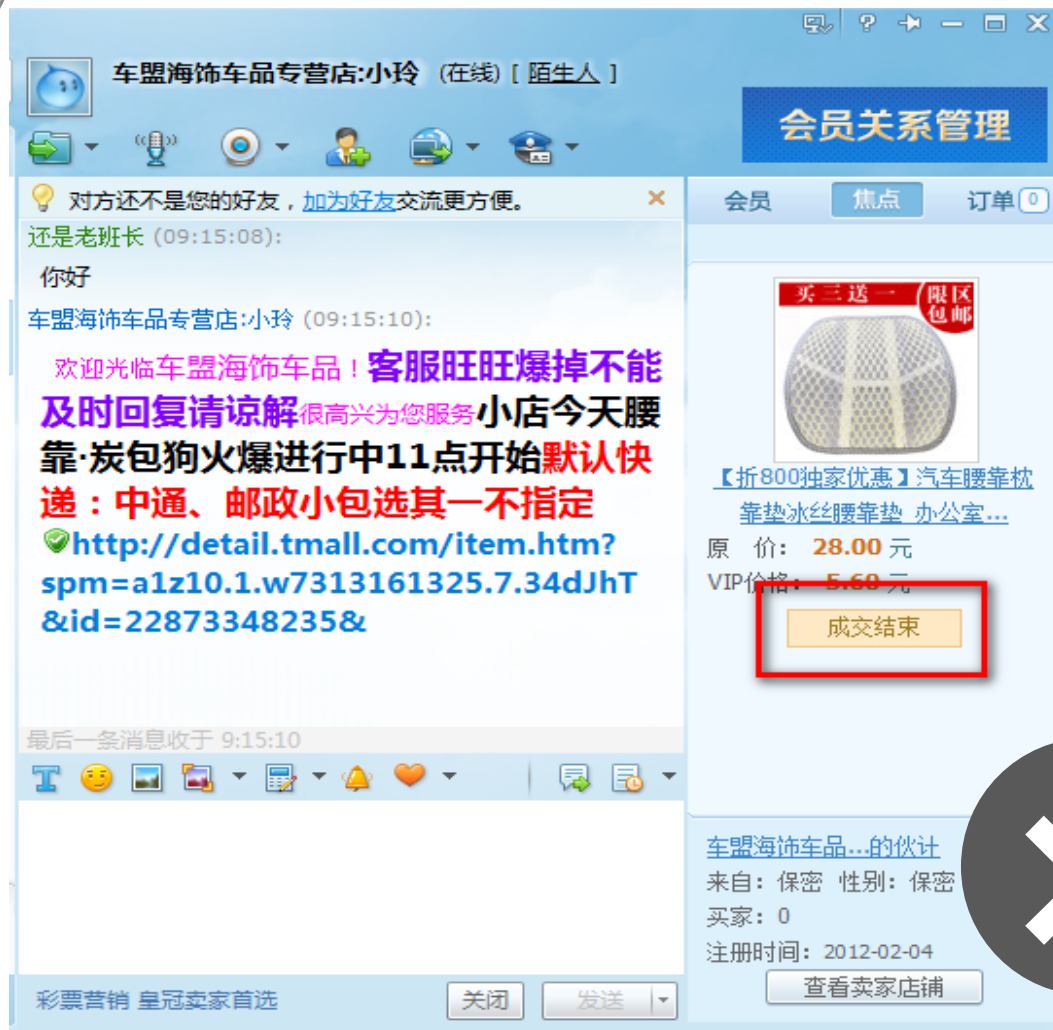 车盟海饰车品专营店:小玲 (在线) [ 陌生人 ]
会员关系管理
对方还不是您的好友，加为好友交流更方便。
还是老班长 (09:15:08):
你好
车盟海饰车品专营店:小玲 (09:15:10):
欢迎光临车盟海饰车品！客服旺旺爆掉不能
及时回复请谅解很高兴为您服务小店今天腰
靠·炭包狗火爆进行中11点开始默认快
递：中通、邮政小包选其一不指定
http://detail.tmall.com/item.htm?
spm=a1z10.1.w7313161325.7.34dJhT
&id=22873348235&
最后一条消息收于 9:15:10
彩票营销 皇冠卖家首选
关闭
发送
会员
焦点
订单 0
买三送一
限区
包邮
【折800独家优惠】汽车腰靠枕
靠垫冰丝腰靠垫 办公室...
原 价: 28.00 元
VIP价格: 5.60 元
成交结束
车盟海饰车品...的伙计
来自: 保密 性别: 保密
买家: 0
注册时间: 2012-02-04
查看卖家店铺